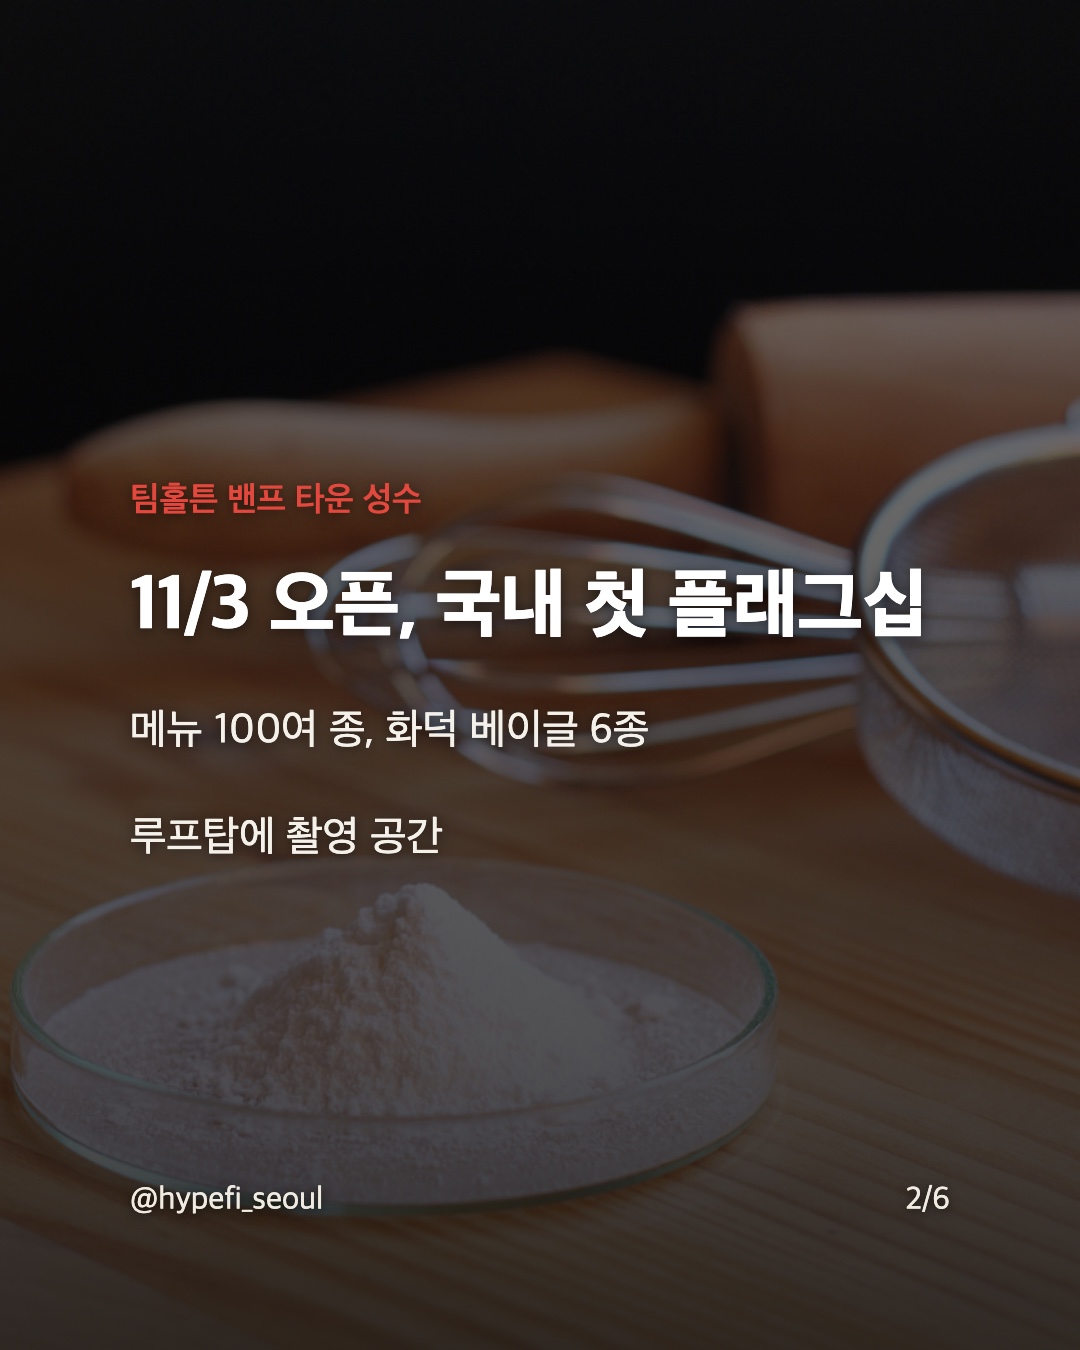 팀홀튼 밴프 타운 성수
11/3 오픈, 국내 첫 플래그십
메뉴 100여 종, 화덕 베이글 6종
루프탑에 촬영 공간
@hypefi_seoul
2/6